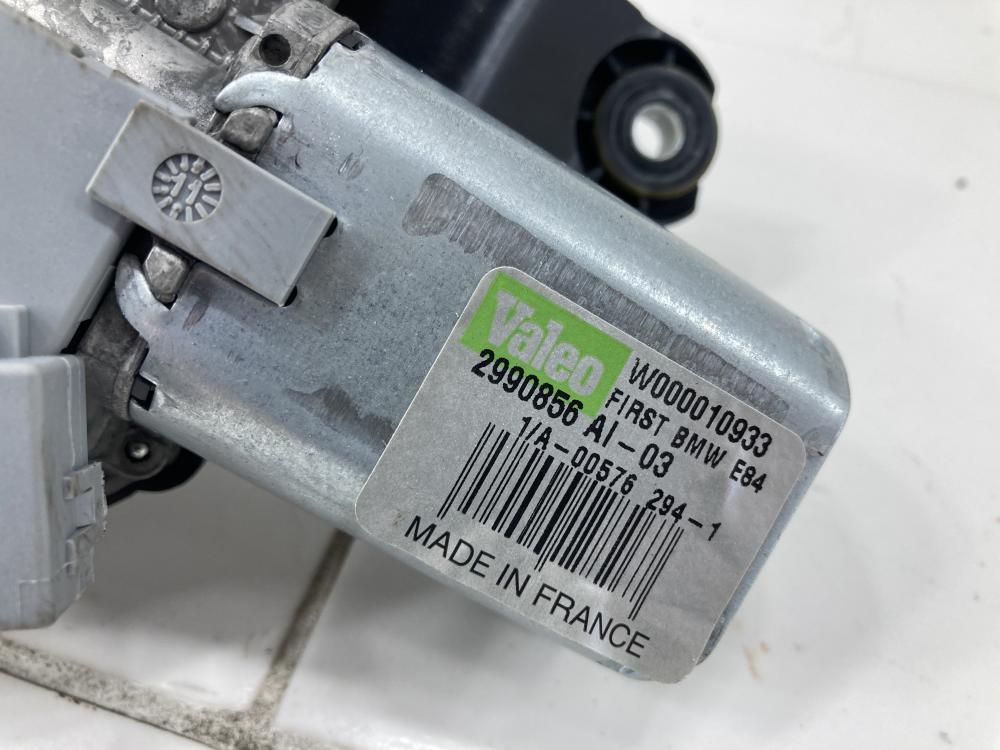 11
Valeo
W000010933
FIRST BMW E84
2990856 AI-03
1/A-00576 294-1
MADE IN FRANCE